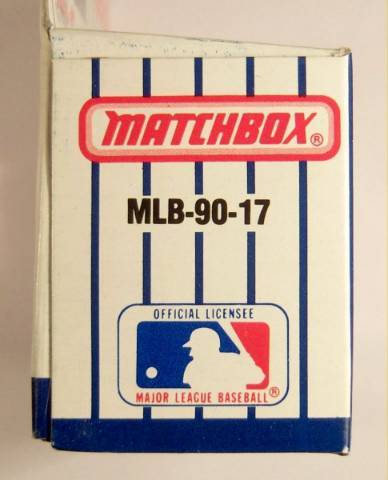 MATCHBOX®
MLB-90-17
OFFICIAL LICENSEE
MAJOR LEAGUE BASEBALL®